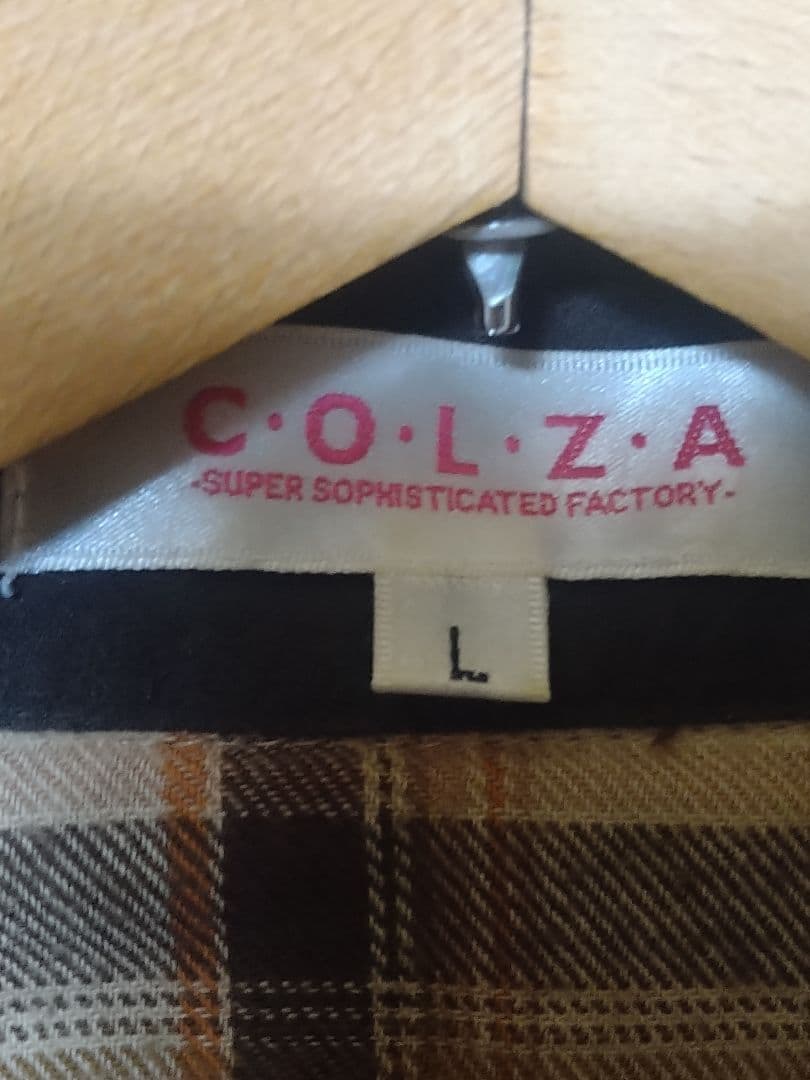 C·O·L·Z·A
-SUPER SOPHISTICATED FACTORY-
L